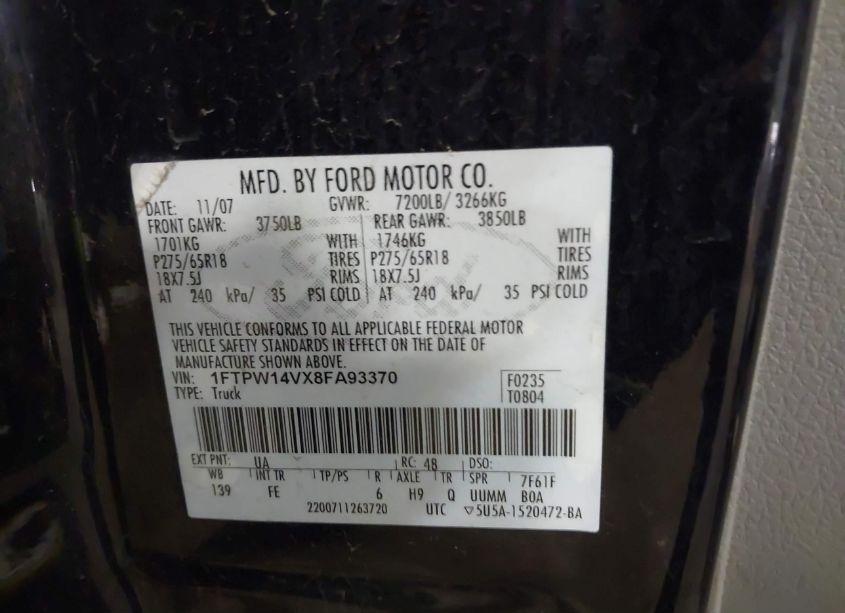 MFD. BY FORD MOTOR CO.
DATE: 11/07 GVWR: 7200LB/ 3266KG
FRONT GAWR: 3750LB REAR GAWR: 3850LB
1701KG WITH 1746KG WITH
P275/65R18 TIRES P275/65R18 TIRES
18X7.5J RIMS 18X7.5J RIMS
AT 240 kPa/ 35 PSI COLD AT 240 kPa/ 35 PSI COLD
THIS VEHICLE CONFORMS TO ALL APPLICABLE FEDERAL MOTOR
VEHICLE SAFETY STANDARDS IN EFFECT ON THE DATE OF
MANUFACTURE SHOWN ABOVE.
VIN: 1FTPW14VX8FA93370 F0235
TYPE: Truck T0804
EXT PNT: UA RC: 48 DSO:
WB INT TR TP/PS R AXLE TR SPR 7F61F
139 FE 6 H9 Q UUMM BOA
2200711263720 UTC ▽5U5A-1520472-BA